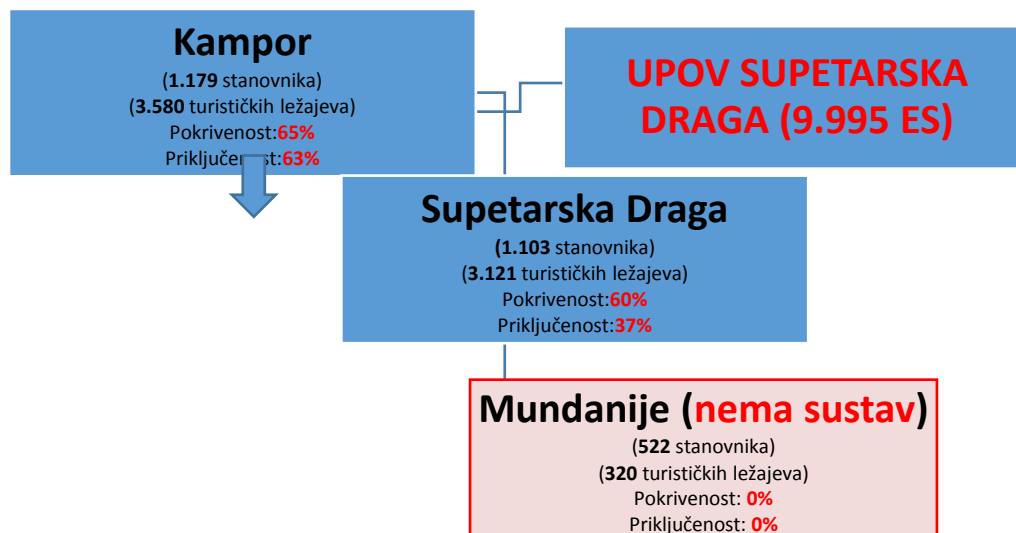 Kampor
(1.179 stanovnika)
(3.580 turističkih ležajeva)
Pokrivenost:65%
Priključenost:63%
UPOV SUPETARSKA
DRAGA (9.995 ES)
Supetarska Draga
(1.103 stanovnika)
(3.121 turističkih ležajeva)
Pokrivenost:60%
Priključenost:37%
Mundanije (nema sustav)
(522 stanovnika)
(320 turističkih ležajeva)
Pokrivenost: 0%
Priključenost: 0%